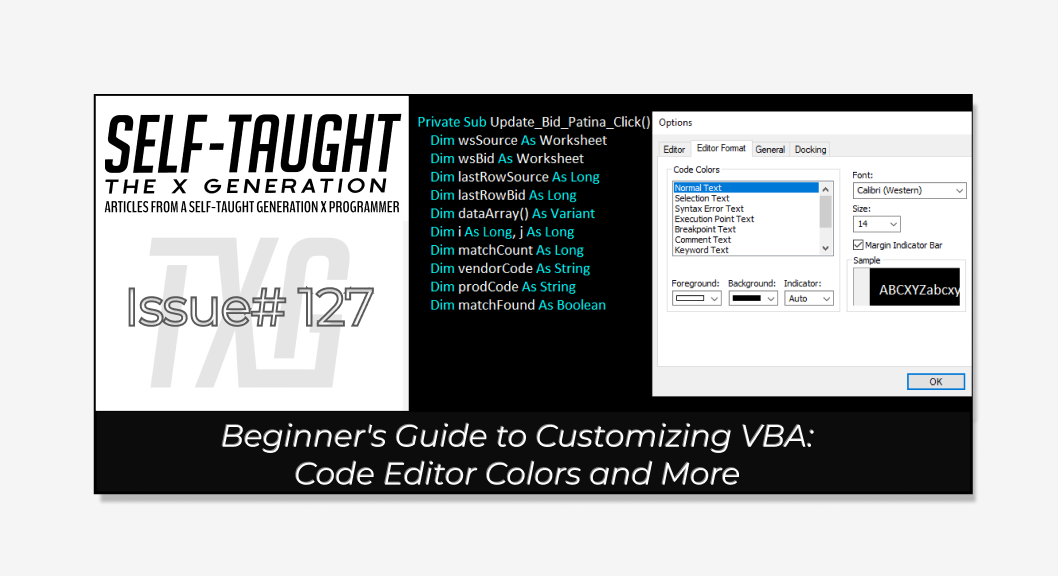 SELF-TAUGHT
THE X GENERATION
ARTICLES FROM A SELF-TAUGHT GENERATION X PROGRAMMER
TXG
Issue# 127
Private Sub Update_Bid_Patina_Click()
Dim wsSource As Worksheet
Dim wsBid As Worksheet
Dim lastRowSource As Long
Dim lastRowBid As Long
Dim dataArray() As Variant
Dim i As Long, j As Long
Dim matchCount As Long
Dim vendorCode As String
Dim prodCode As String
Dim matchFound As Boolean
Options
Editor Editor Format General Docking
Code Colors
Normal Text
Selection Text
Syntax Error Text
Execution Point Text
Breakpoint Text
Comment Text
Keyword Text
Foreground: Background: Indicator:
Auto
Font:
Calibri (Western)
Size:
14
Margin Indicator Bar
Sample
ABCXYZabcxy
OK
Beginner's Guide to Customizing VBA:
Code Editor Colors and More